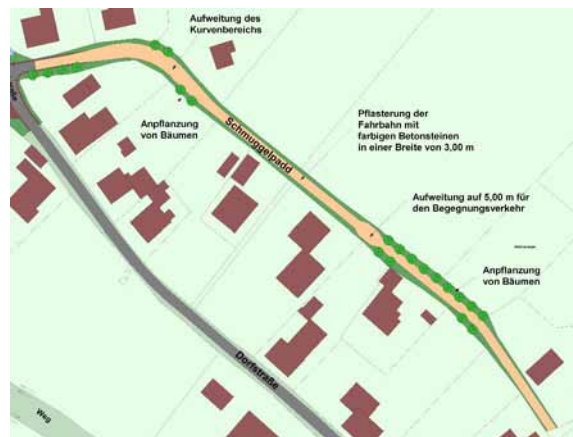 Aufweitung des
Kurvenbereichs
Anpflanzung
von Bäumen
Schmuggelpadd
Pflasterung der
Fahrbahn mit
farbigen Betonsteinen
in einer Breite von 3,00 m
Aufweitung auf 5,00 m für
den Begegnungsverkehr
Anpflanzung
von Bäumen
Dorfstraße
Weg